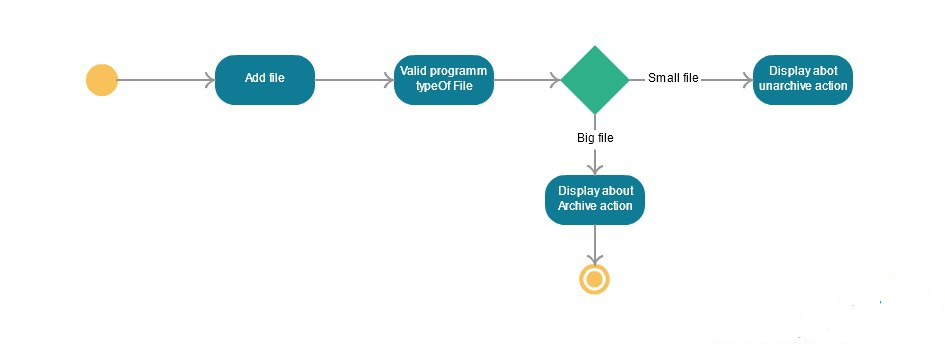 Add file
Valid programm
typeOf File
Small file
Display abot
unarchive action
Big file
Display about
Archive action